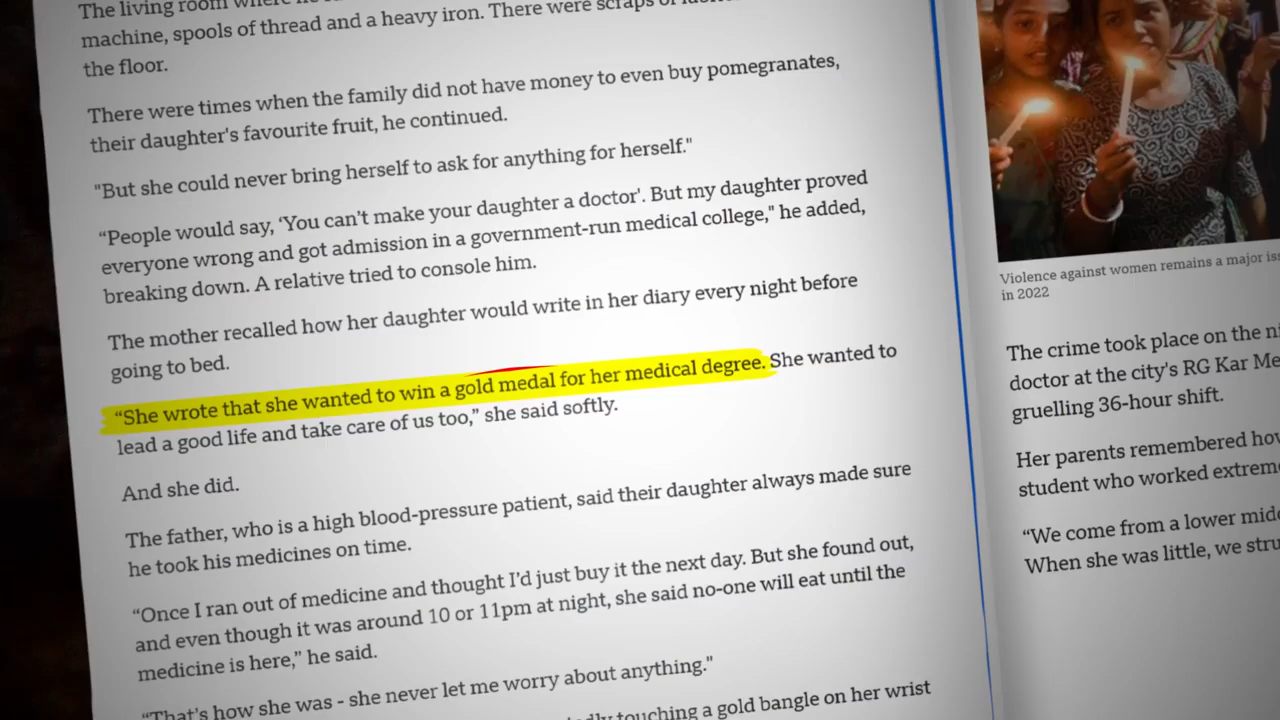 The living room where
machine, spools of thread and a heavy iron. There were scraps of
the floor.
There were times when the family did not have money to even buy pomegranates,
their daughter's favourite fruit, he continued.
"But she could never bring herself to ask for anything for herself."
“People would say, ‘You can’t make your daughter a doctor'. But my daughter proved
everyone wrong and got admission in a government-run medical college," he added,
breaking down. A relative tried to console him.
The mother recalled how her daughter would write in her diary every night before
going to bed.
“She wrote that she wanted to win a gold medal for her medical degree. She wanted to
lead a good life and take care of us too,” she said softly.
And she did.
The father, who is a high blood-pressure patient, said their daughter always made sure
he took his medicines on time.
“Once I ran out of medicine and thought I’d just buy it the next day. But she found out,
and even though it was around 10 or 11pm at night, she said no-one will eat until the
medicine is here,” he said.
“That’s how she was - she never let me worry about anything."
touching a gold bangle on her wrist
Violence against women remains a major
in 2022
The crime took place on the
doctor at the city's RG Kar
gruelling 36-hour shift.
Her parents remembered
student who worked
“We come from a lower
When she was little, we